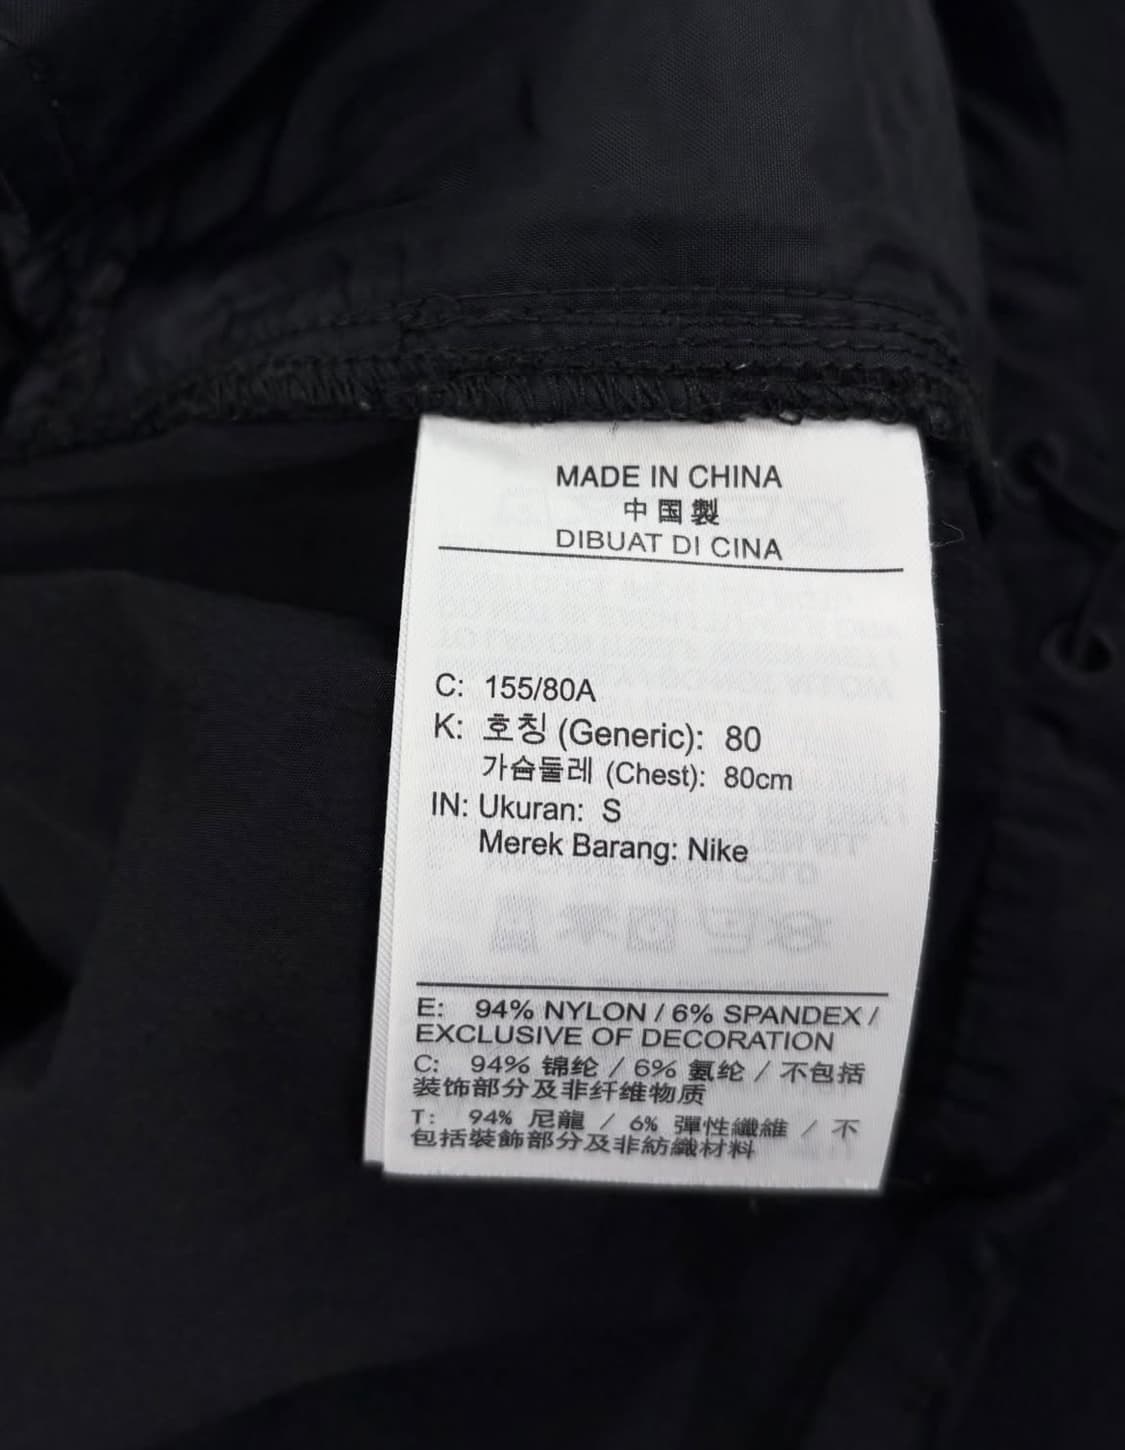 MADE IN CHINA
中国製
DIBUAT DI CINA
C: 155/80A
K: 호칭 (Generic): 80
가슴둘레 (Chest): 80cm
IN: Ukuran: S
Merek Barang: Nike
E: 94% NYLON / 6% SPANDEX /
EXCLUSIVE OF DECORATION
C: 94% 锦纶 / 6% 氨纶 / 不包括
装饰部分及非纤维物质
T: 94% 尼龍 / 6% 彈性纖維 / 不
包括裝飾部分及非紡織材料